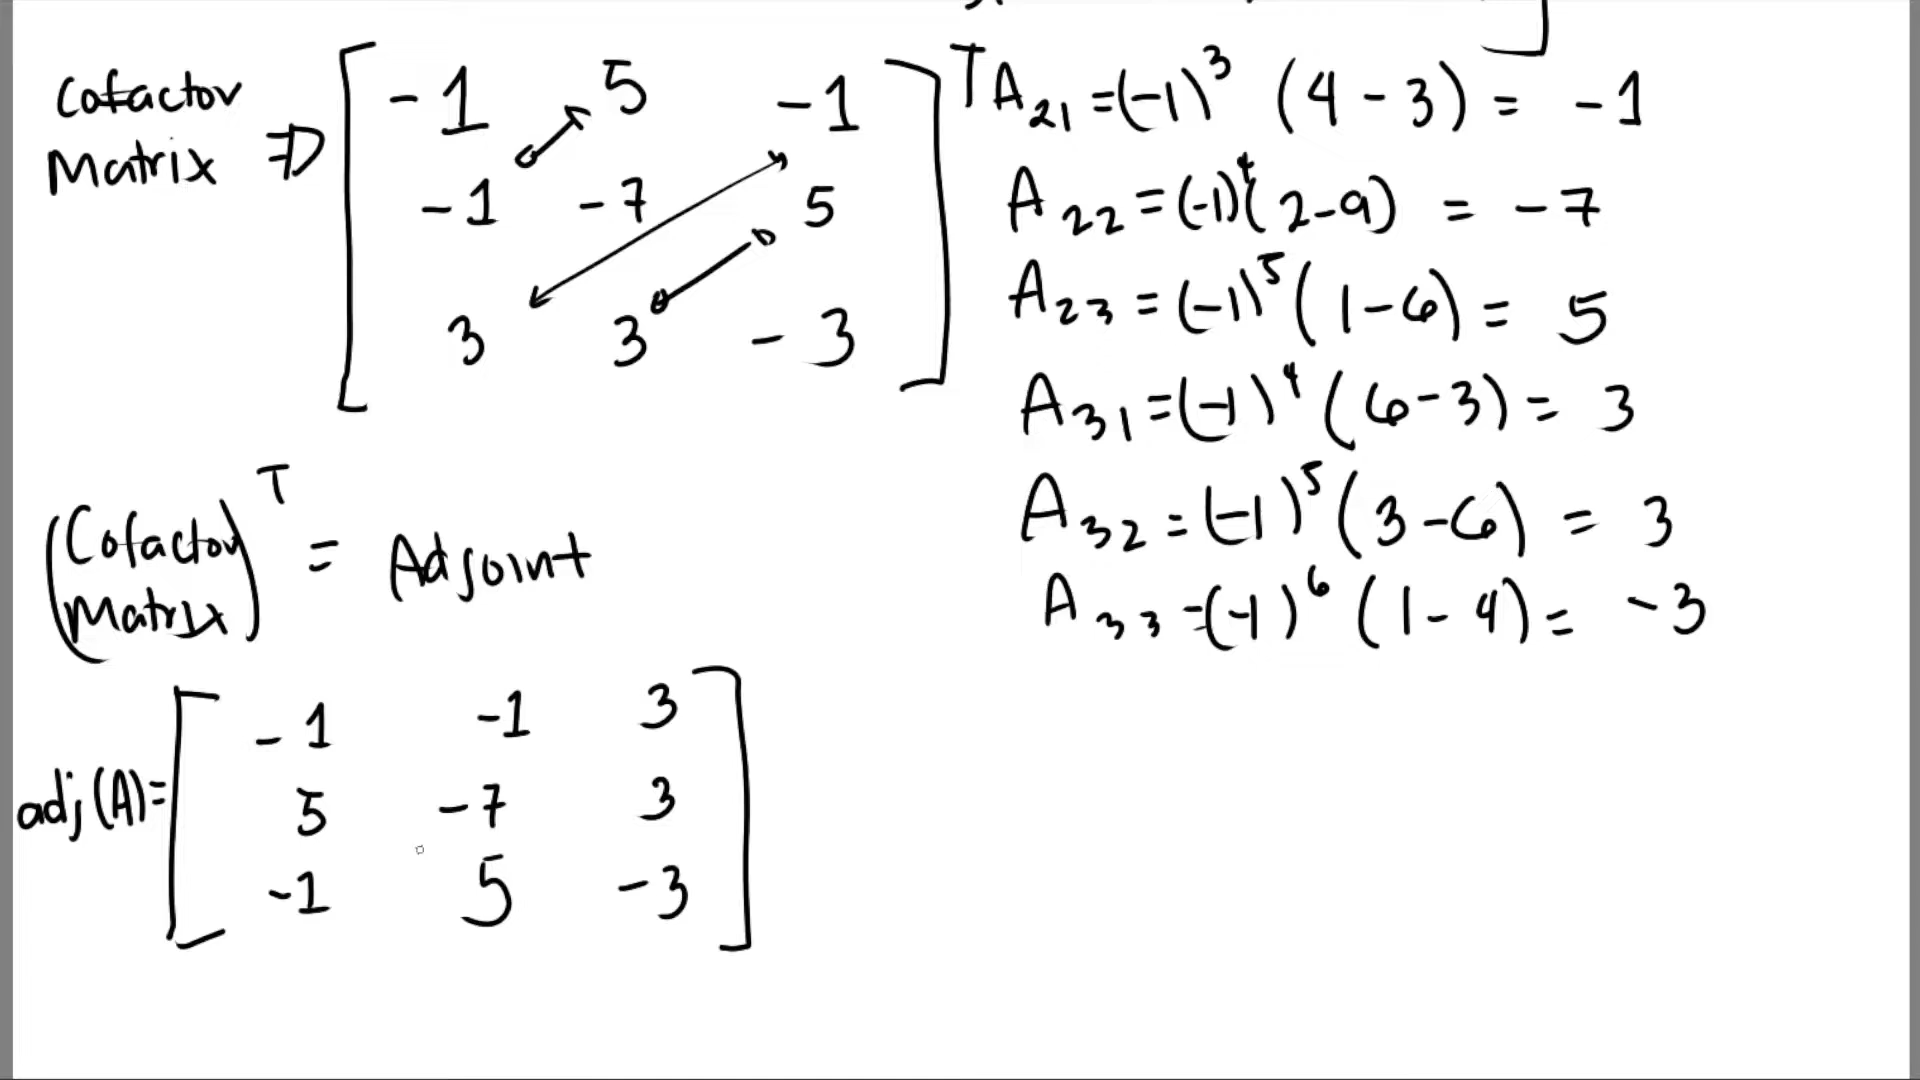 Cofactor Matrix ⇒ [ -1 5 -1
-1 -7 5
3 3 -3 ]ᵀ
(Cofactor Matrix)ᵀ = Adjoint
adj(A)= [ -1 -1 3
5 -7 3
-1 5 -3 ]
A₂₁ =(-1)³ (4-3) = -1
A₂₂ =(-1)⁴(2-9) = -7
A₂₃ =(-1)⁵(1-6) = 5
A₃₁ =(-1)⁴(6-3) = 3
A₃₂ =(-1)⁵(3-6) = 3
A₃₃ =(-1)⁶(1-4) = -3